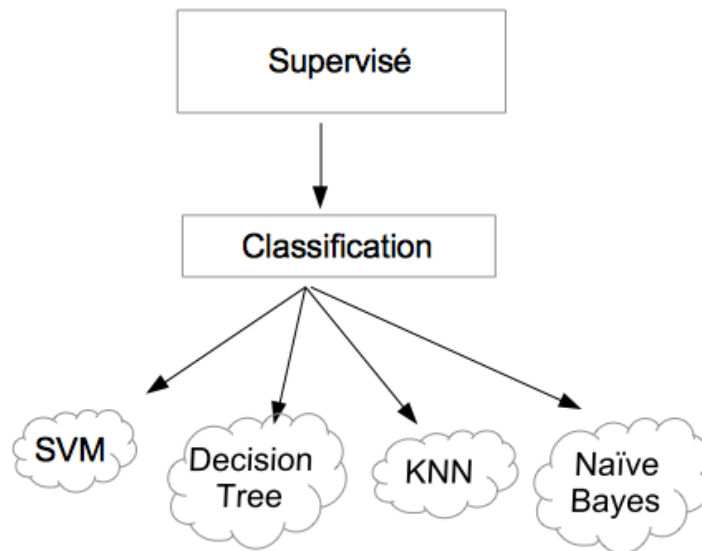 Supervisé
Classification
SVM
Decision
Tree
KNN
Naïve
Bayes